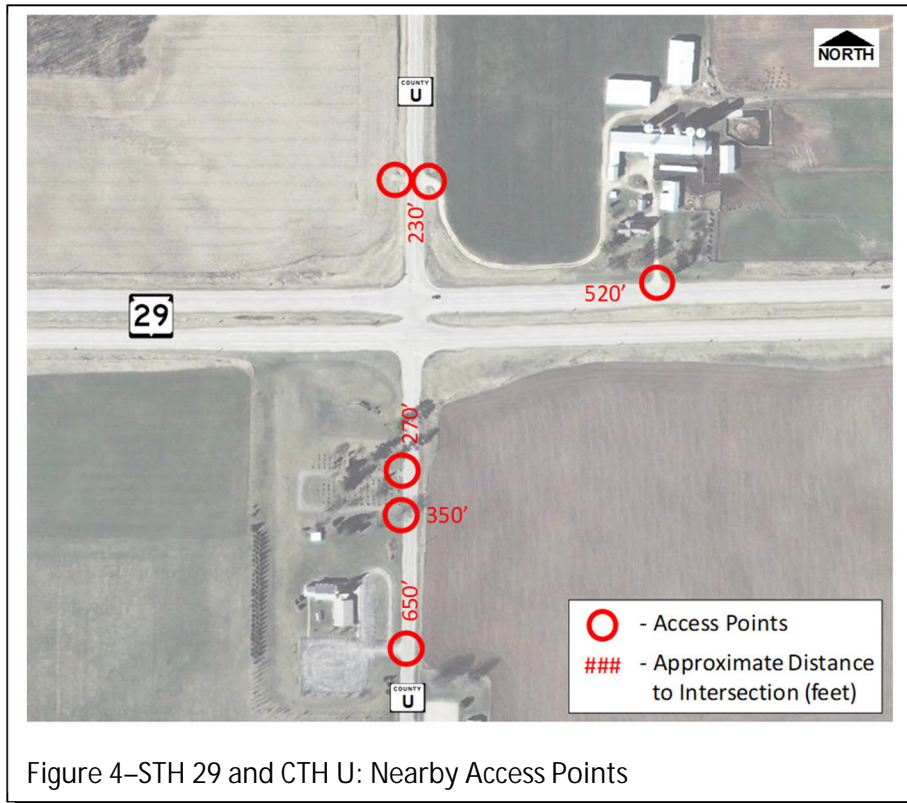 NORTH
COUNTY
U
230'
520'
29
270'
350'
650'
COUNTY
U
- Access Points
### - Approximate Distance
to Intersection (feet)
Figure 4–STH 29 and CTH U: Nearby Access Points